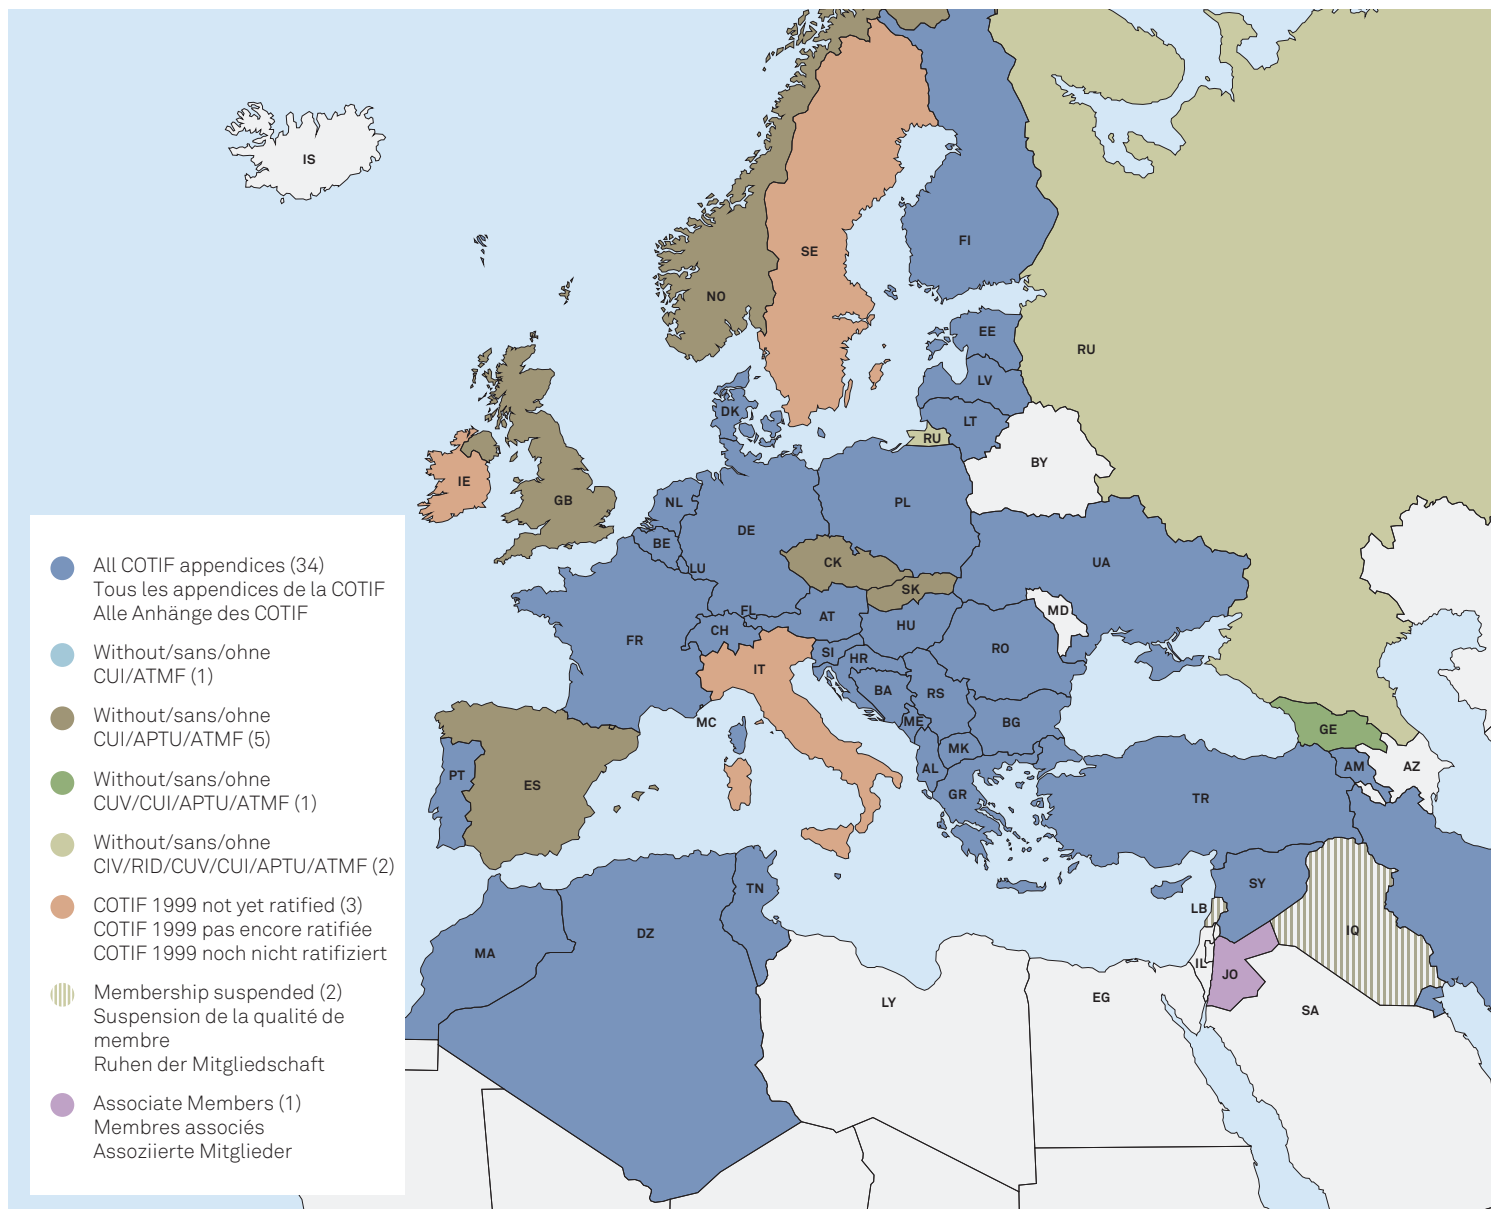 IS
SE
FI
NO
EE
RU
LV
DK
LT
RU
BY
IE
GB
NL
PL
DE
BE
UA
LU
CK
SK
FL
MD
AT
CH
HU
FR
RO
SI
HR
IT
BA
RS
MC
ME
BG
GE
MK
AL
AM
AZ
PT
ES
GR
TR
TN
SY
LB
DZ
IQ
MA
IL
JO
LY
EG
SA
All COTIF appendices (34)
Tous les appendices de la COTIF
Alle Anhänge des COTIF
Without/sans/ohne
CUI/ATMF (1)
Without/sans/ohne
CUI/APTU/ATMF (5)
Without/sans/ohne
CUV/CUI/APTU/ATMF (1)
Without/sans/ohne
CIV/RID/CUV/CUI/APTU/ATMF (2)
COTIF 1999 not yet ratified (3)
COTIF 1999 pas encore ratifiée
COTIF 1999 noch nicht ratifiziert
Membership suspended (2)
Suspension de la qualité de
membre
Ruhen der Mitgliedschaft
Associate Members (1)
Membres associés
Assoziierte Mitglieder